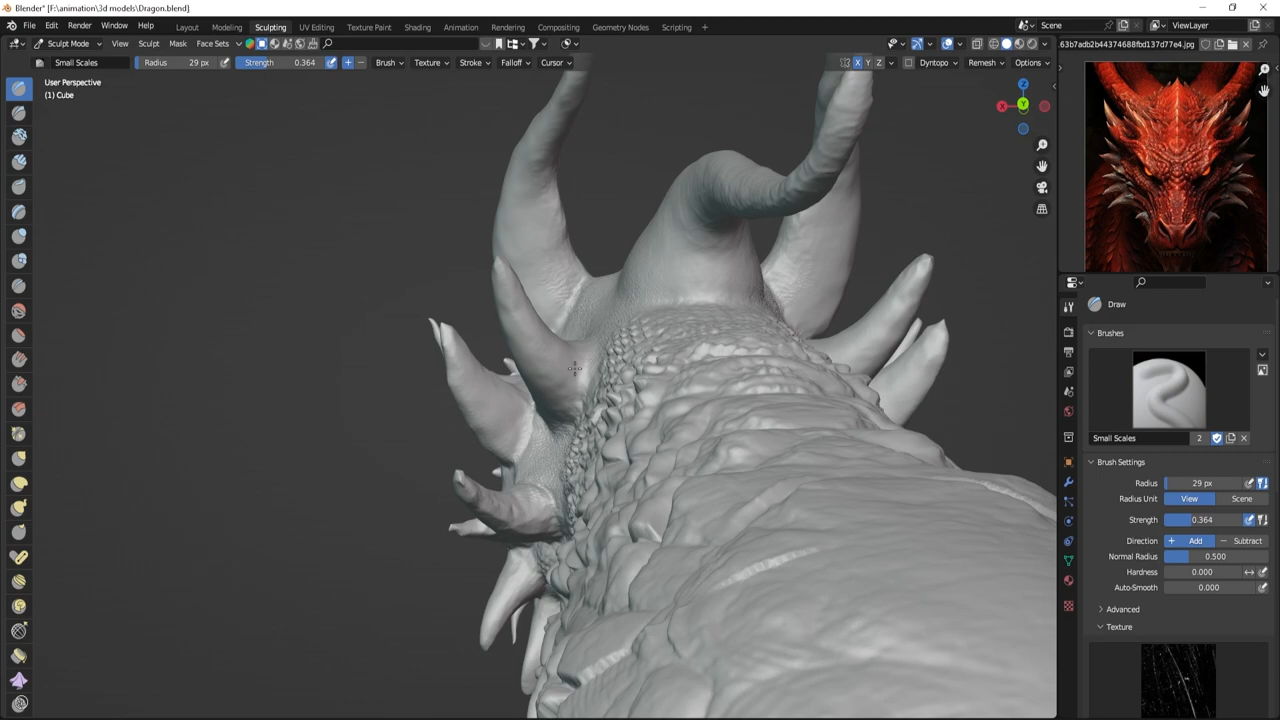 Blender* [F:\animation\3d models\Dragon.blend]
File Edit Render Window Help Layout Modeling Sculpting UV Editing Texture Paint Shading Animation Rendering Compositing Geometry Nodes Scripting + Scene ViewLayer
Sculpt Mode View Sculpt Mask Face Sets .63b7adb2b44374688fbd137d77e4.jpg
Small Scales Radius 29 px Strength 0.364 Brush Texture Stroke Falloff Cursor X Y Z Dyntopo Remesh Options
User Perspective
(1) Cube
Z
Y
X
Draw
Brushes
Small Scales 2
Brush Settings
Radius 29 px
Radius Unit View Scene
Strength 0.364
Direction + Add − Subtract
Normal Radius 0.500
Hardness 0.000
Auto-Smooth 0.000
Advanced
Texture